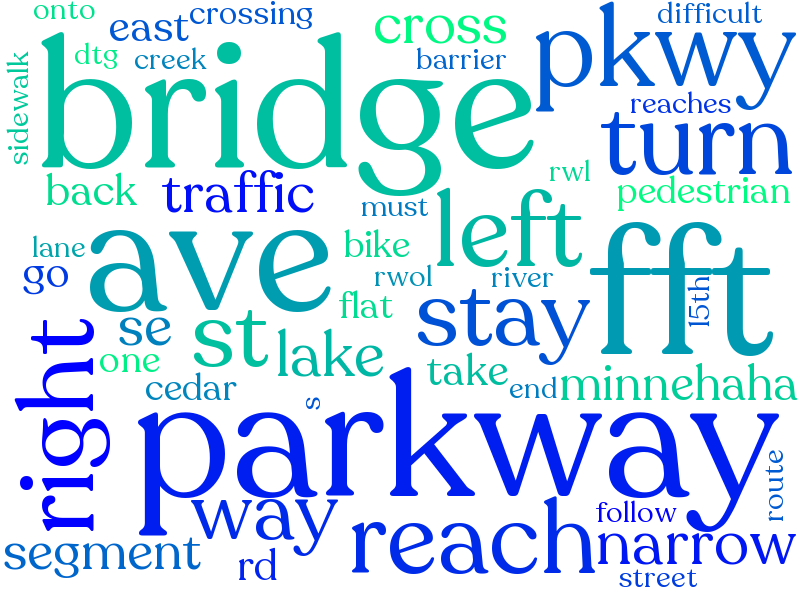 onto
east
crossing
cross
difficult
pkwy
dtg
creek
barrier
sidewalk
bridge
reaches
turn
back
traffic
rwl
pedestrian
must
left
lane
go
ave
bike
rwol
river
fft
15th
flat
stay
se
st
lake
one
take
cedar
s
end
minnehaha
right
parkway
way
reach
route
follow
segment
rd
narrow
street